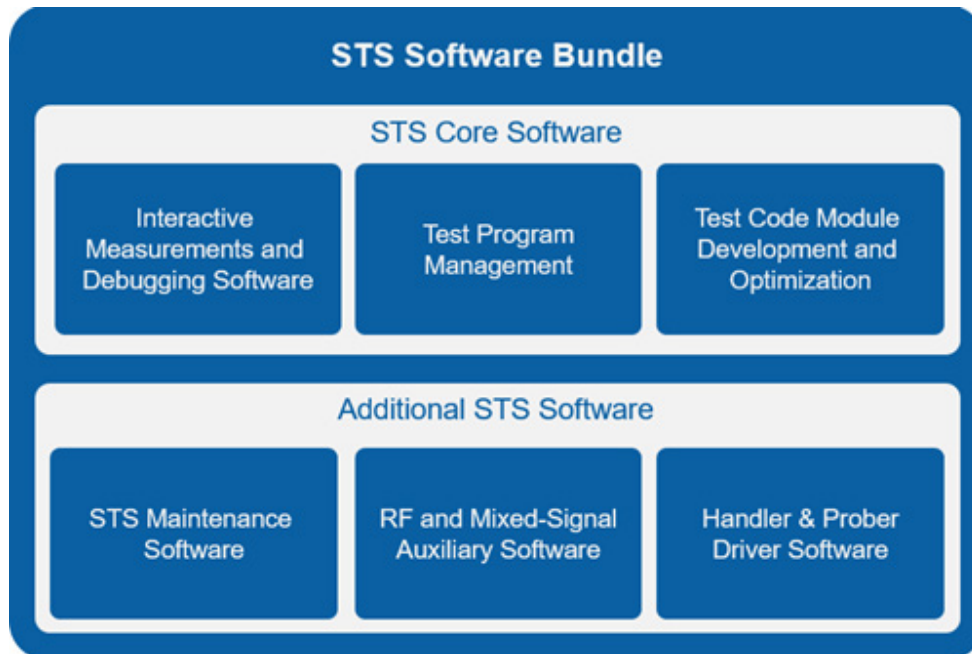 STS Software Bundle
STS Core Software
Interactive
Measurements and
Debugging Software
Test Program
Management
Test Code Module
Development and
Optimization
Additional STS Software
STS Maintenance
Software
RF and Mixed-Signal
Auxiliary Software
Handler & Prober
Driver Software